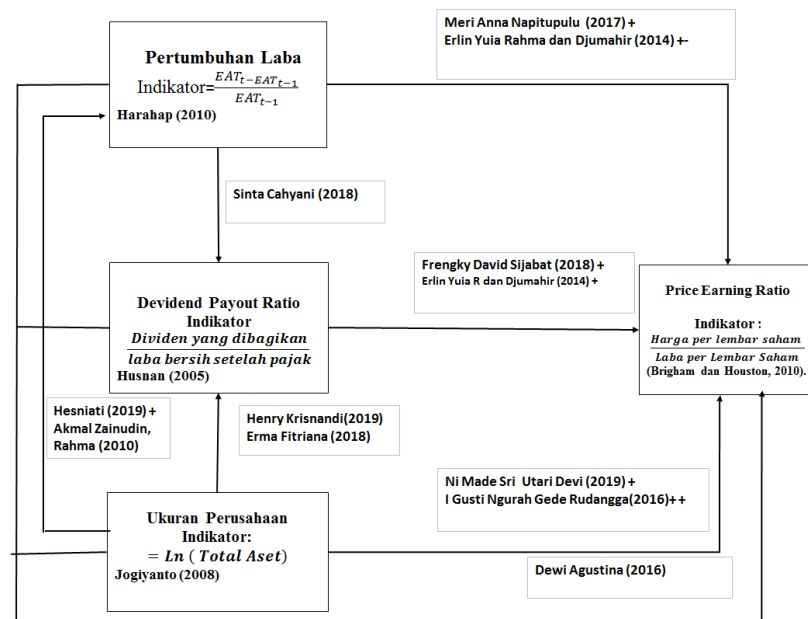 Meri Anna Napitupulu (2017) +
Erlin Yuia Rahma dan Djumahir (2014) +-
Pertumbuhan Laba
Indikator=EATt−EATt−1
EATt−1
Harahap (2010)
Sinta Cahyani (2018)
Frengky David Sijabat (2018) +
Erlin Yuia R dan Djumahir (2014) +
Devidend Payout Ratio
Indikator
Dividen yang dibagikan
laba bersih setelah pajak
Husnan (2005)
Price Earning Ratio
Indikator :
Harga per lembar saham
Laba per Lembar Saham
(Brigham dan Houston, 2010).
Hesniati (2019) +
Akmal Zainudin,
Rahma (2010)
Henry Krisnandi(2019)
Erma Fitriana (2018)
Ni Made Sri Utari Devi (2019) +
I Gusti Ngurah Gede Rudangga(2016)++
Ukuran Perusahaan
Indikator:
= Ln ( Total Aset)
Jogiyanto (2008)
Dewi Agustina (2016)